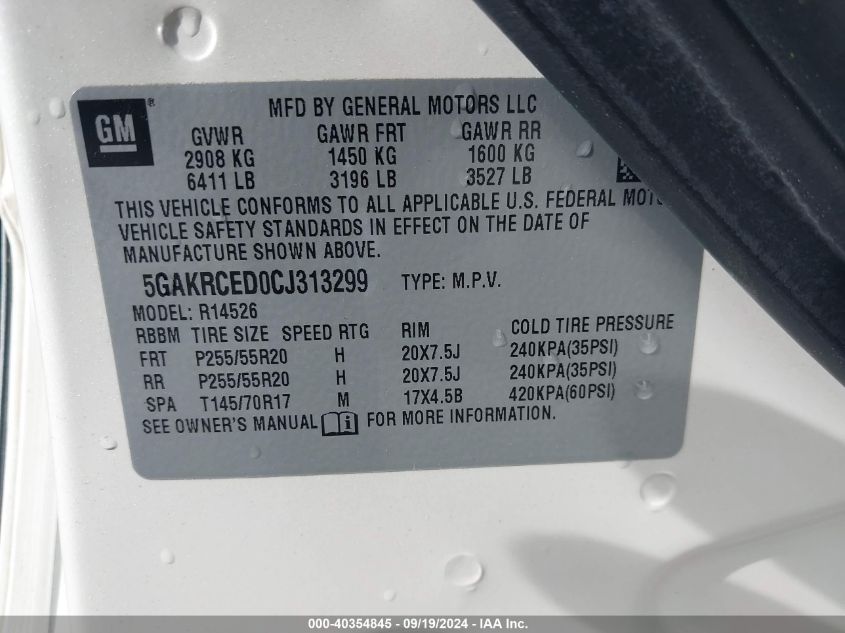 GM ®
MFD BY GENERAL MOTORS LLC
GVWR GAWR FRT GAWR RR
2908 KG 1450 KG 1600 KG
6411 LB 3196 LB 3527 LB
THIS VEHICLE CONFORMS TO ALL APPLICABLE U.S. FEDERAL
VEHICLE SAFETY STANDARDS IN EFFECT ON THE DATE OF
MANUFACTURE SHOWN ABOVE.
5GAKRCED0CJ313299 TYPE: M.P.V.
MODEL: R14526
RBBM TIRE SIZE SPEED RTG RIM COLD TIRE PRESSURE
FRT P255/55R20 H 20X7.5J 240KPA(35PSI)
RR P255/55R20 H 20X7.5J 240KPA(35PSI)
SPA T145/70R17 M 17X4.5B 420KPA(60PSI)
SEE OWNER'S MANUAL i FOR MORE INFORMATION.
000-40354845 - 09/19/2024 - IAA Inc.